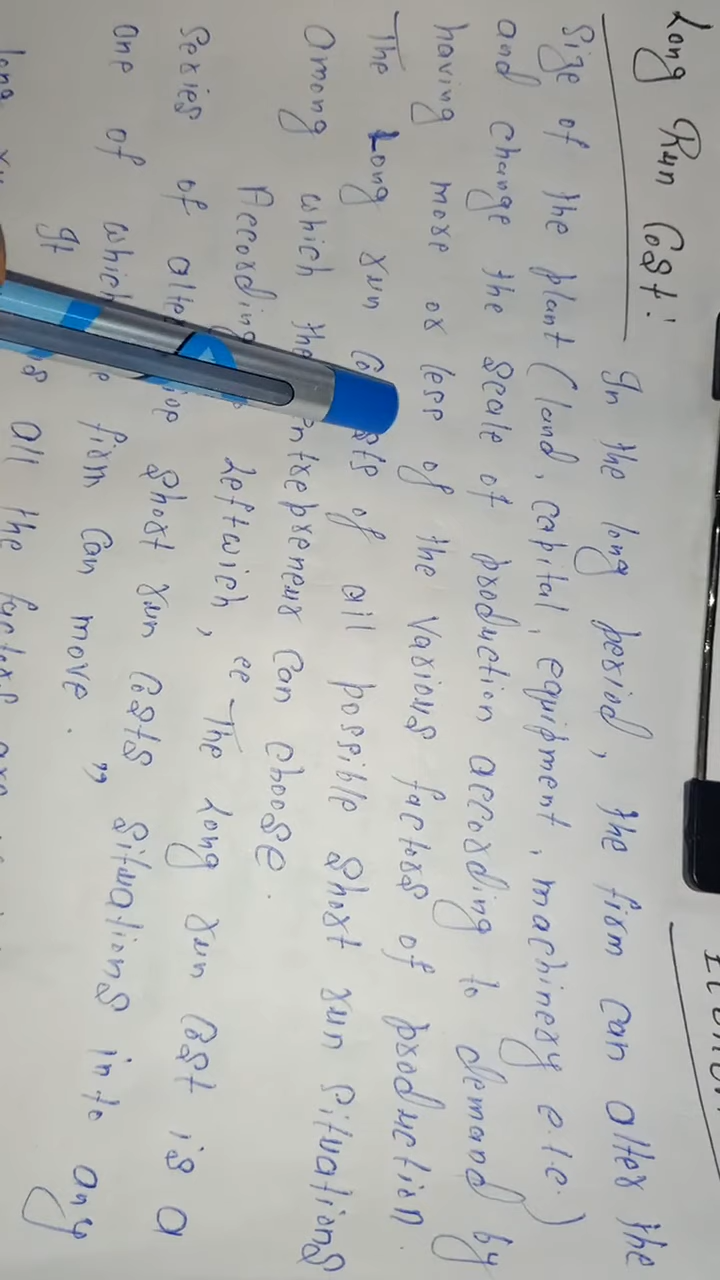 Long Run Cost:
In the long period, the firm can alter the
Size of the plant (land, capital, equipment, machinery e.t.c.)
and change the scale of production according to demand by
having more or less of the various factors of production.
The Long run Costs of all possible short run situations
among which the entrepreneur can choose.
According Leftwich, "The Long run Cost is a
series of short run Costs situations into any
one of which firm can move."
It all the factors are
long